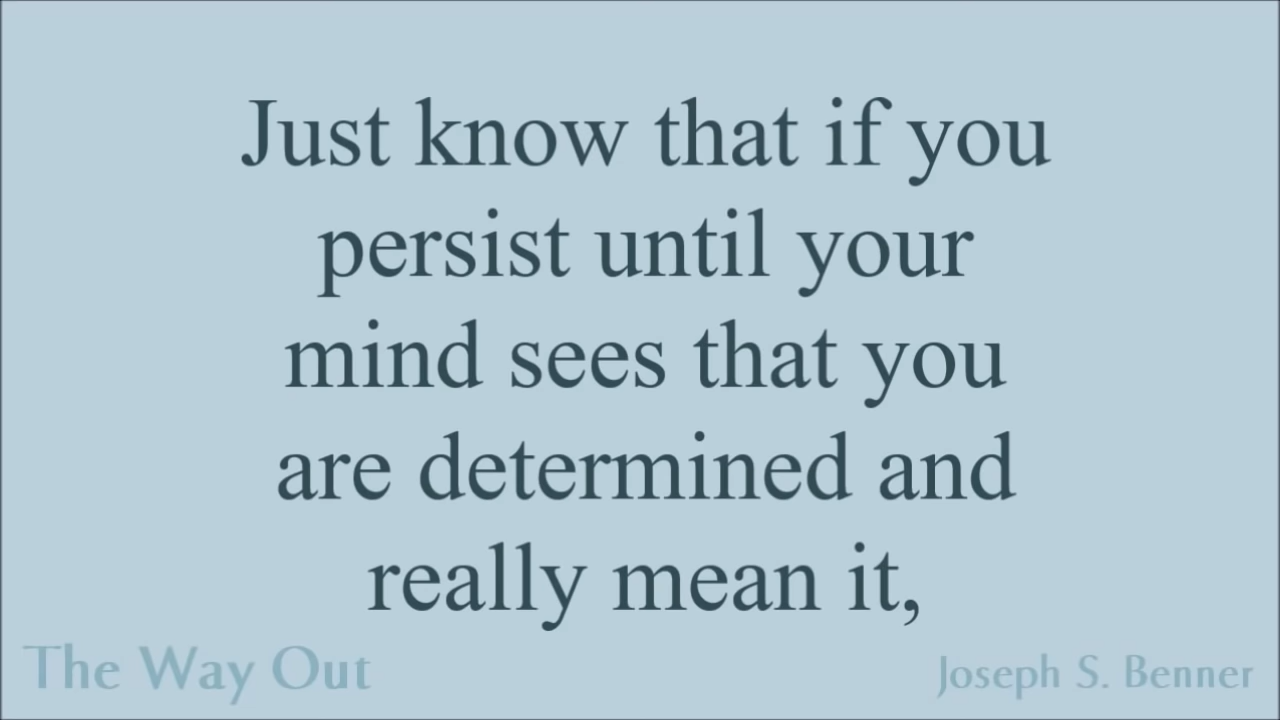 Just know that if you
persist until your
mind sees that you
are determined and
really mean it,
The Way Out
Joseph S. Benner